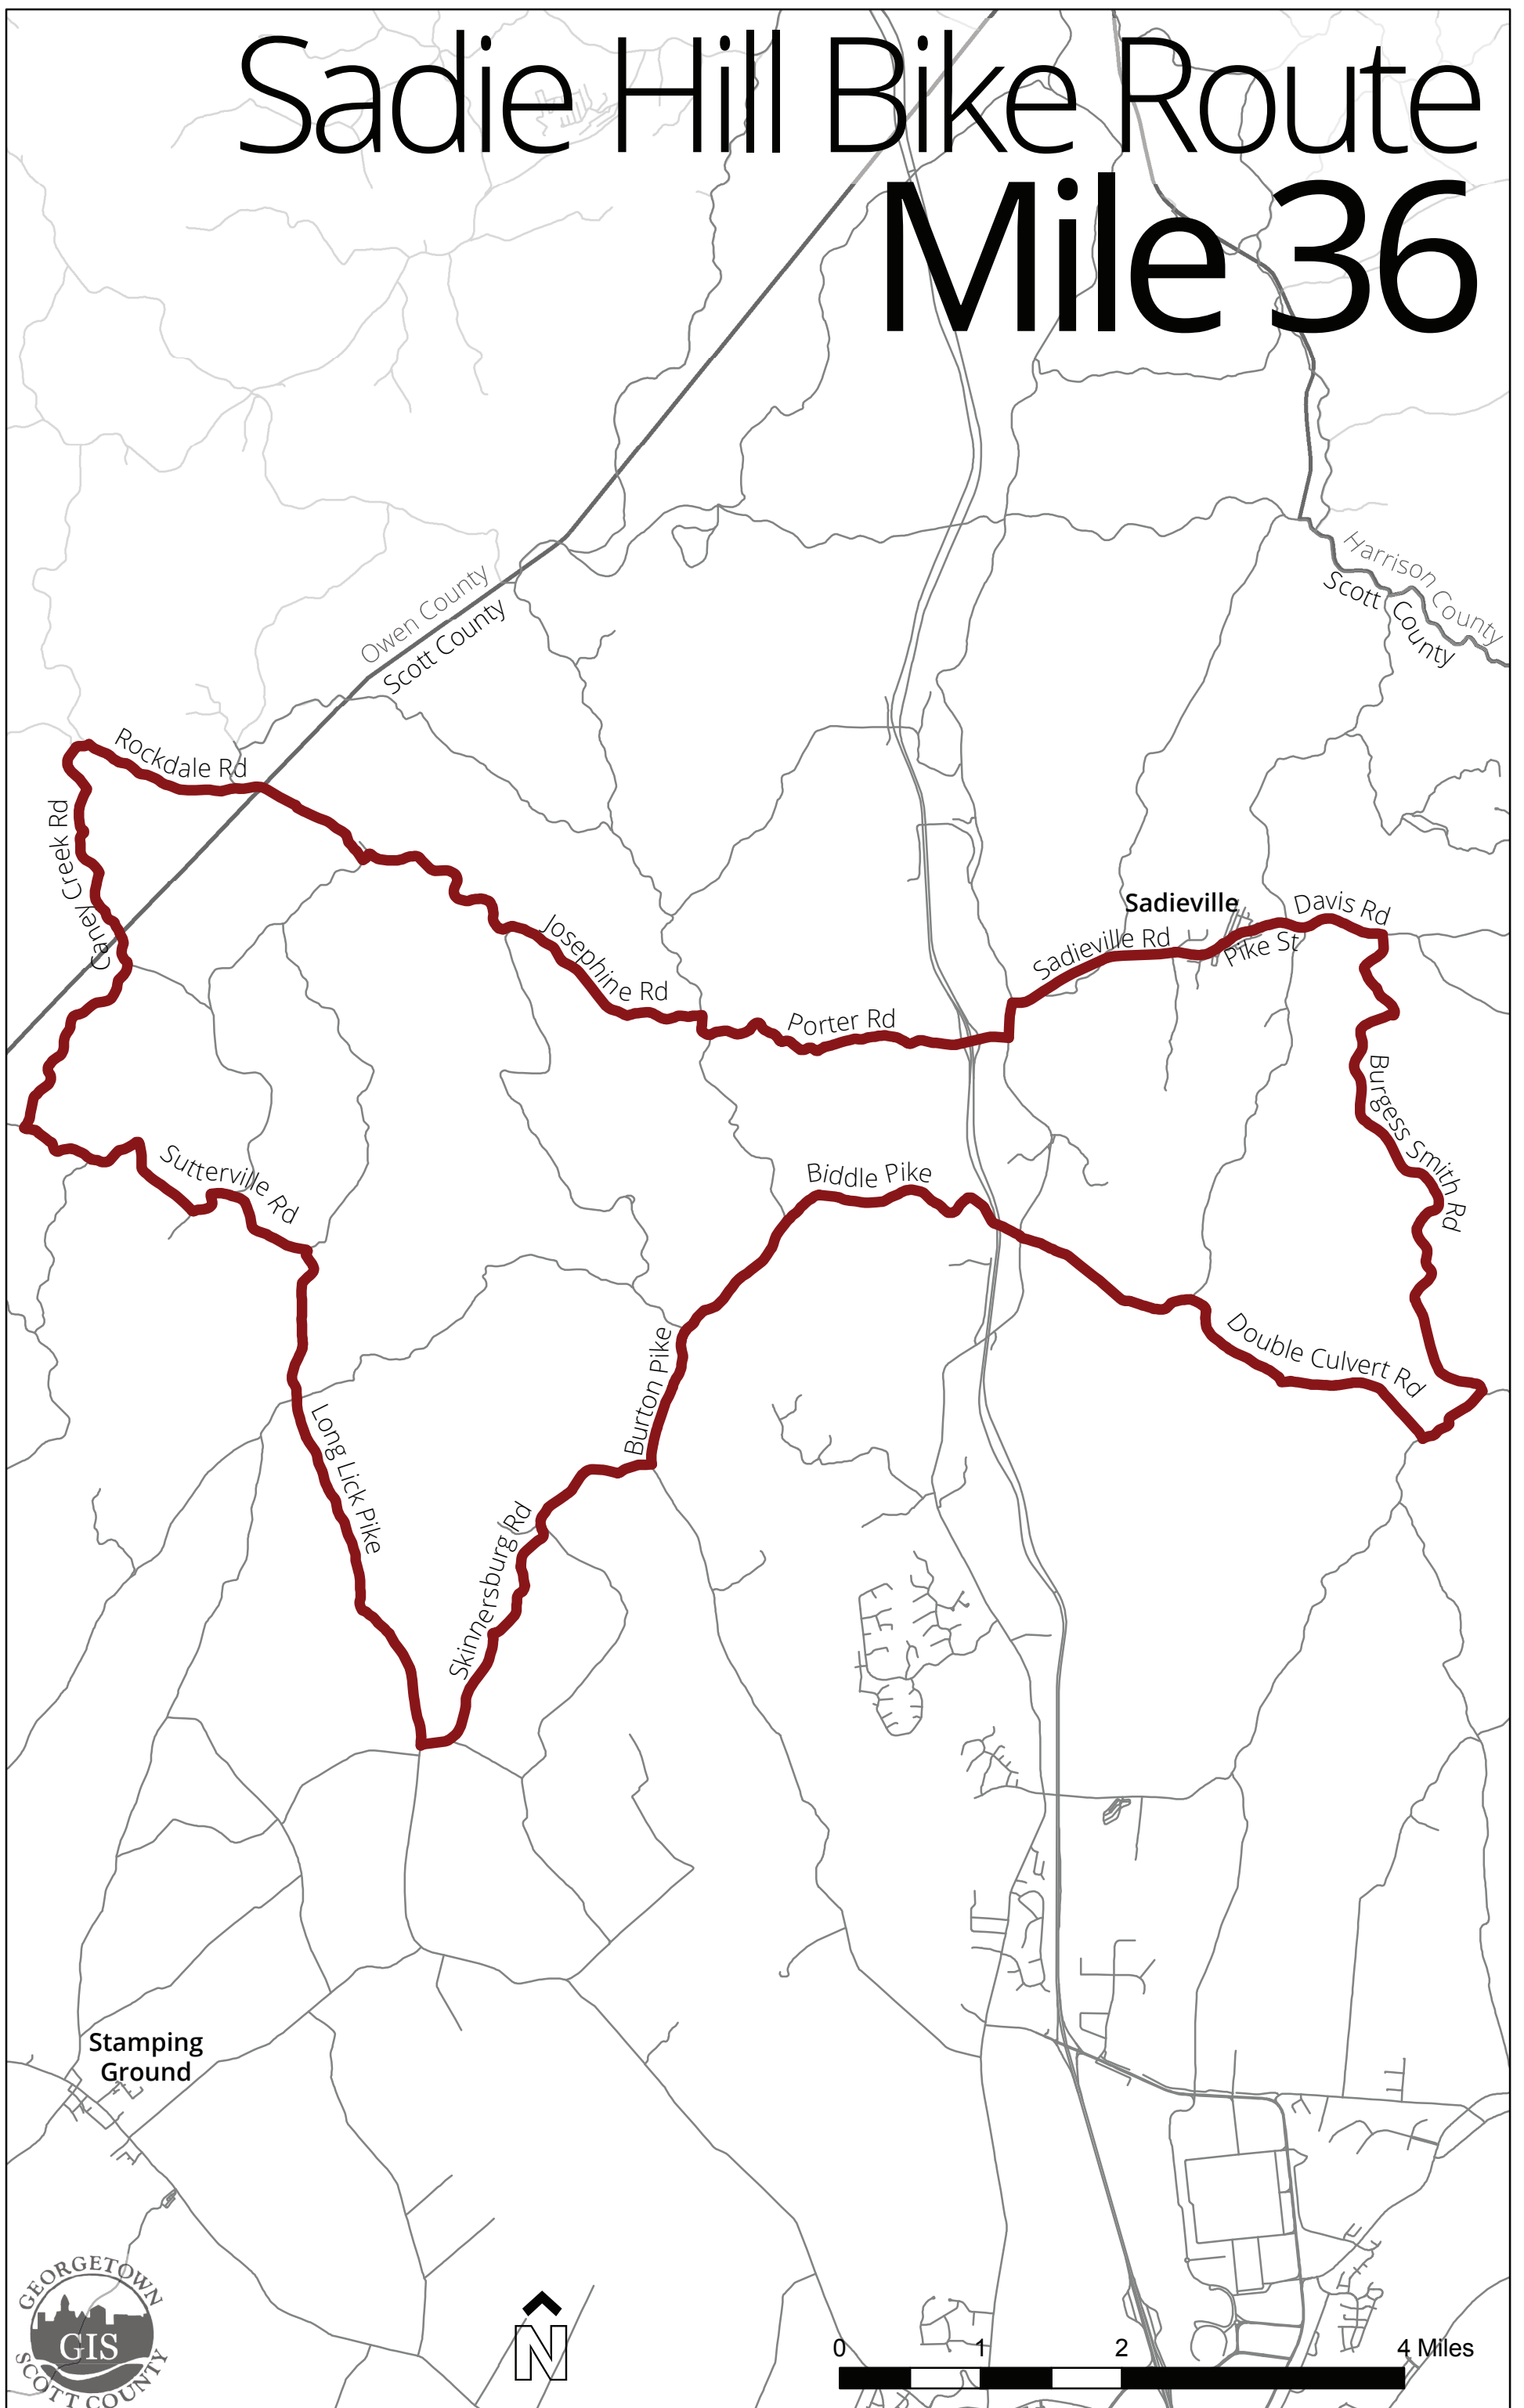 Sadie Hill Bike Route
Mile 36
Harrison County
Scott County
Owen County
Scott County
Rockdale Rd
Caney Creek Rd
Josephine Rd
Porter Rd
Sadieville
Sadieville Rd
Pike St
Davis Rd
Burgess Smith Rd
Sutterville Rd
Biddle Pike
Double Culvert Rd
Burton Pike
Long Lick Pike
Skinnersburg Rd
Stamping
Ground
GEORGETOWN
GIS
SCOTT COUNTY
N
0 1 2 4 Miles